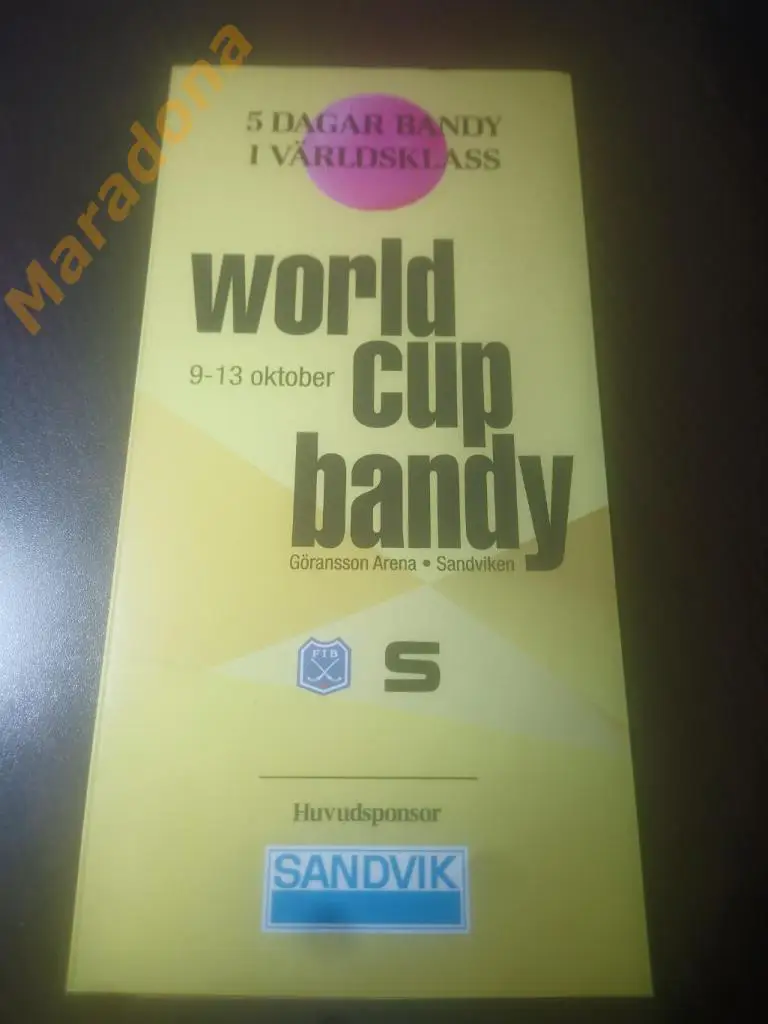 Maradona
5 DAGAR BANDY
I VÄRLDSKLASS
world
9-13 oktober cup
bandy
Göransson Arena • Sandviken
FIB S
Huvudsponsor
SANDVIK